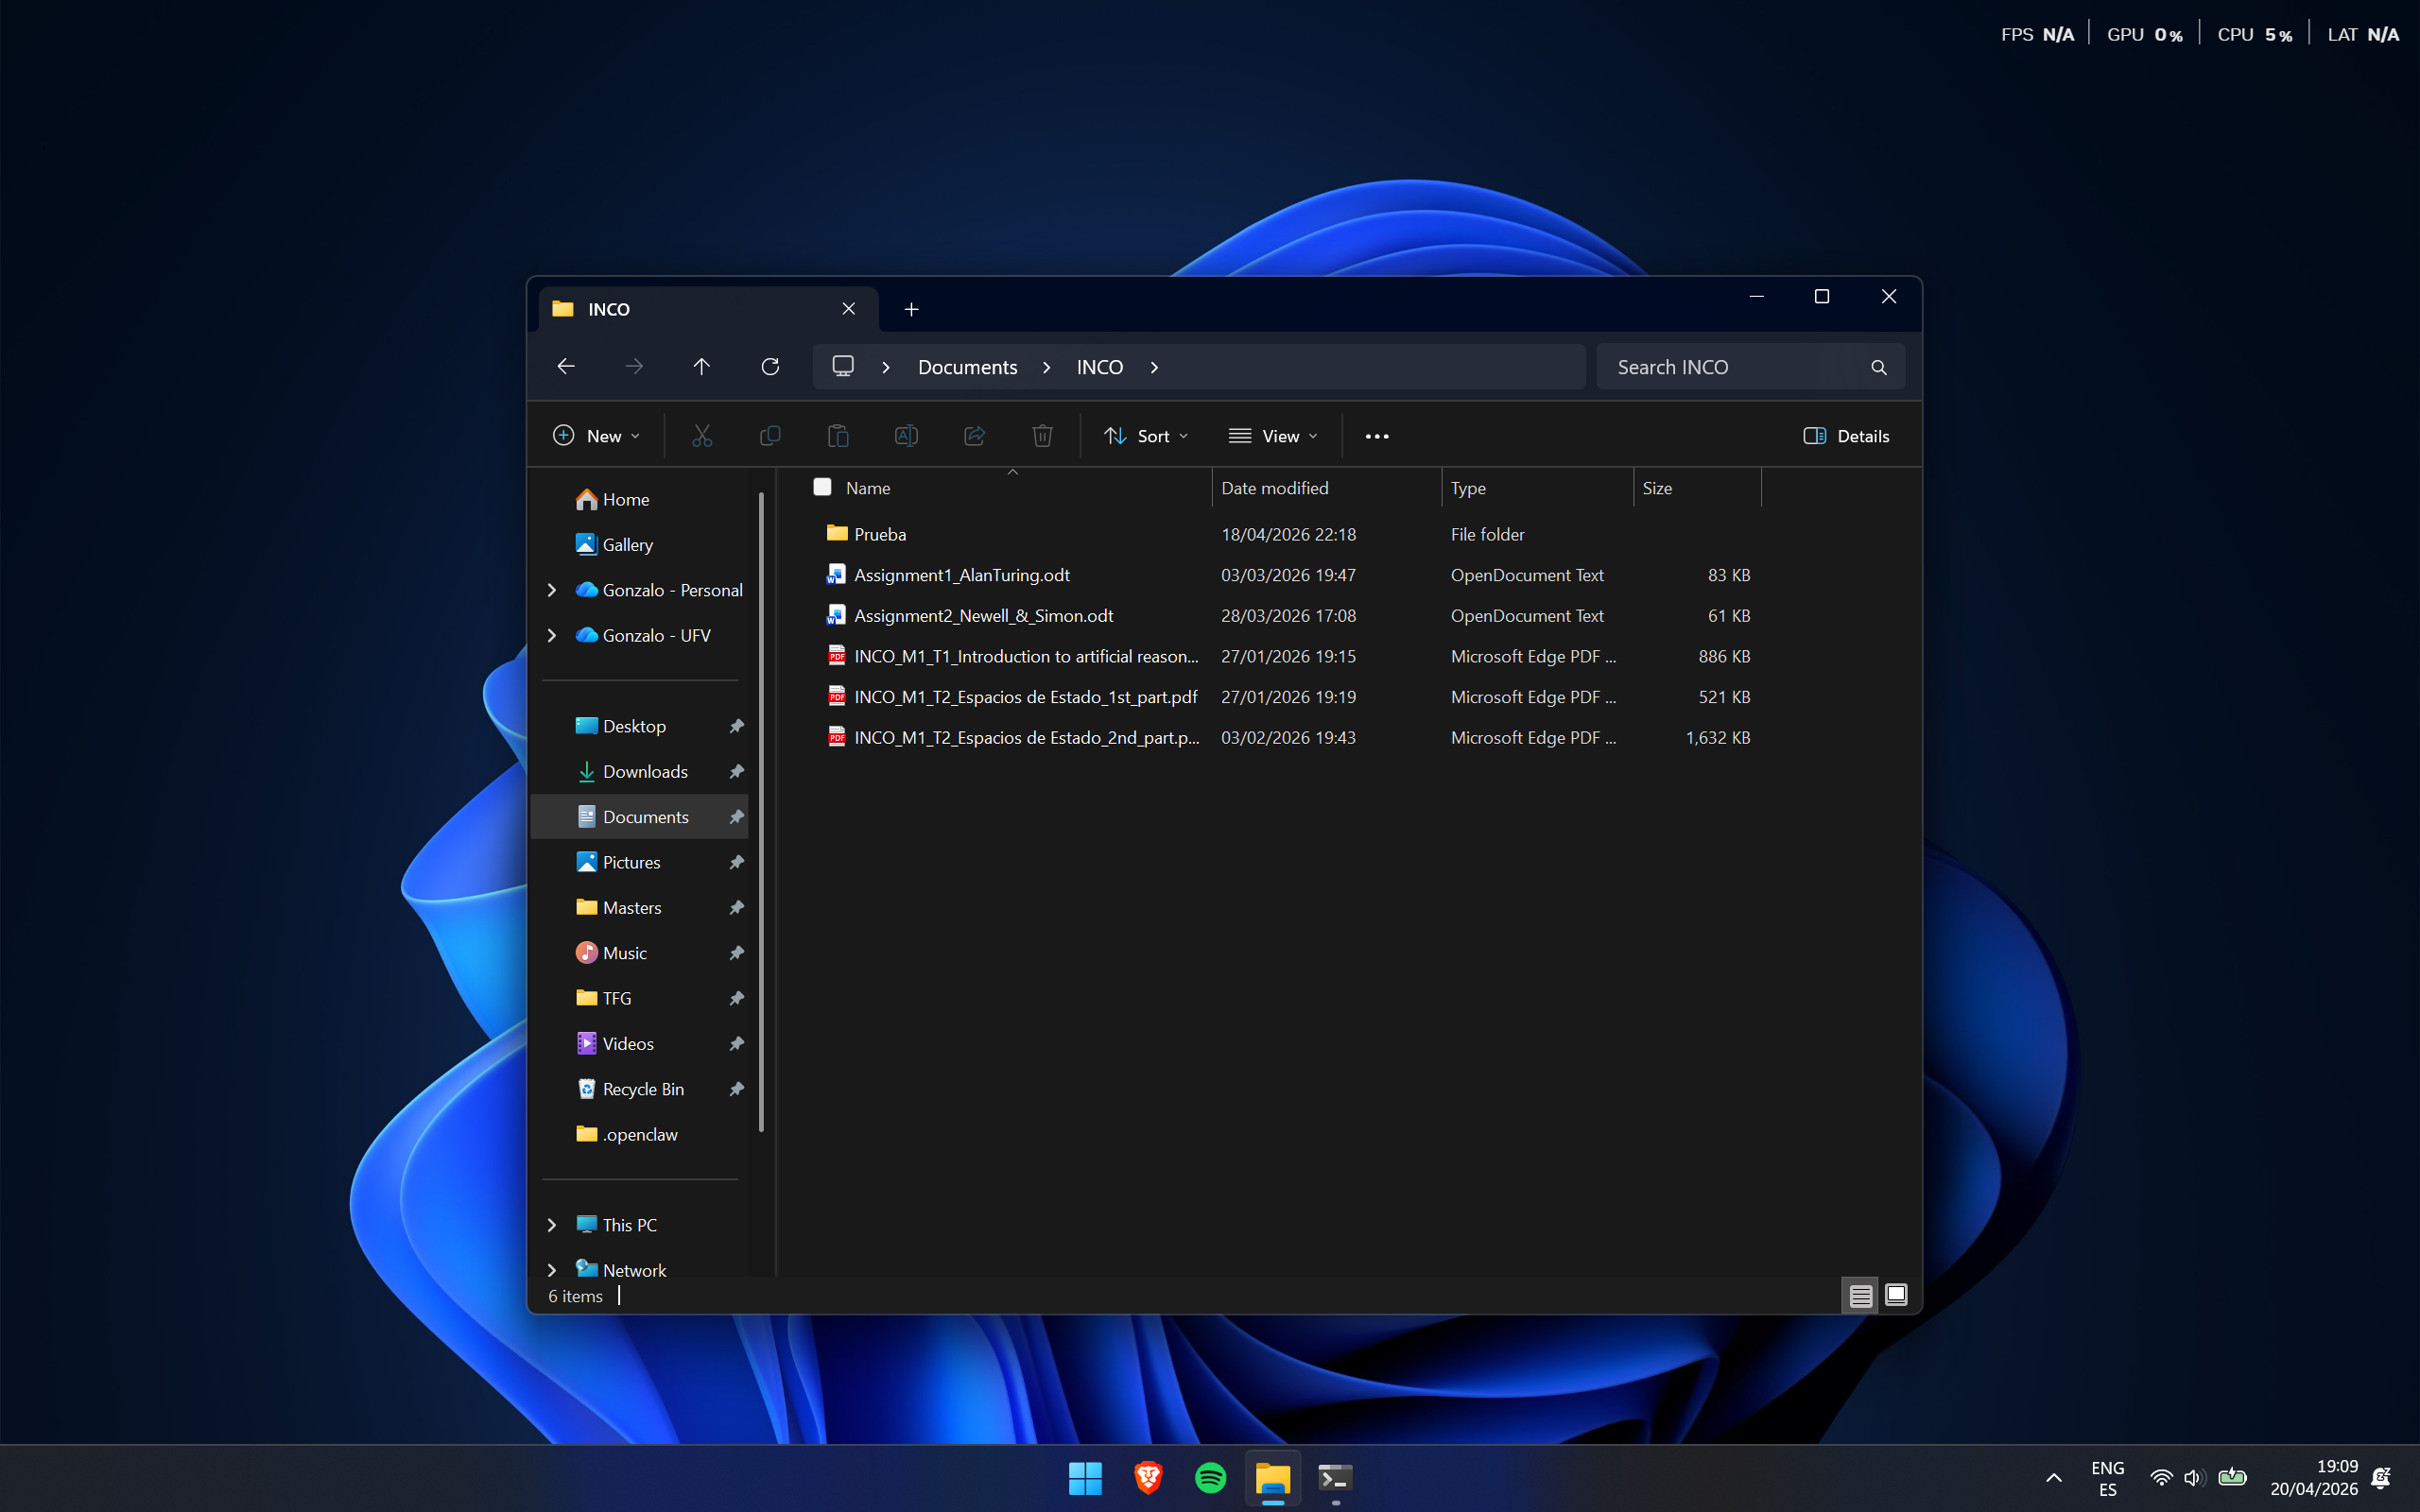 FPS N/A GPU 0% CPU 5% LAT N/A
INCO
Documents INCO Search INCO
New Sort View Details
Name Date modified Type Size
Prueba 18/04/2026 22:18 File folder
Assignment1_AlanTuring.odt 03/03/2026 19:47 OpenDocument Text 83 KB
Assignment2_Newell_&_Simon.odt 28/03/2026 17:08 OpenDocument Text 61 KB
INCO_M1_T1_Introduction to artificial reason... 27/01/2026 19:15 Microsoft Edge PDF ... 886 KB
INCO_M1_T2_Espacios de Estado_1st_part.pdf 27/01/2026 19:19 Microsoft Edge PDF ... 521 KB
INCO_M1_T2_Espacios de Estado_2nd_part.p... 03/02/2026 19:43 Microsoft Edge PDF ... 1,632 KB
Home
Gallery
Gonzalo - Personal
Gonzalo - UFV
Desktop
Downloads
Documents
Pictures
Masters
Music
TFG
Videos
Recycle Bin
.openclaw
This PC
Network
6 items
ENG
ES
19:09
20/04/2026